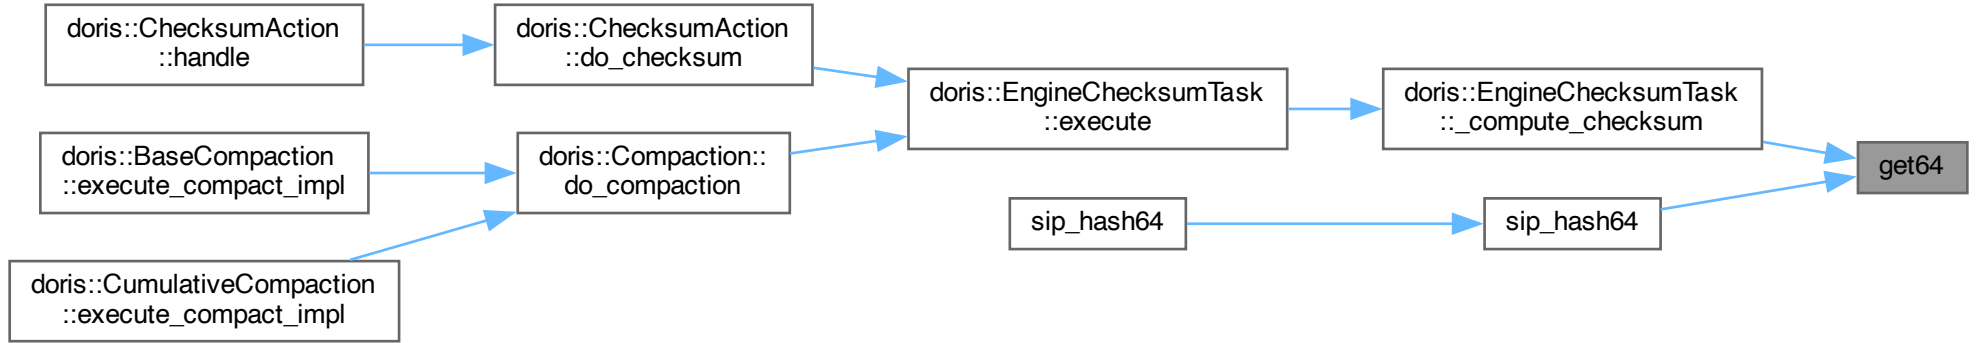 doris::ChecksumAction
::handle
doris::ChecksumAction
::do_checksum
doris::EngineChecksumTask
::execute
doris::EngineChecksumTask
::_compute_checksum
get64
doris::BaseCompaction
::execute_compact_impl
doris::Compaction::
do_compaction
sip_hash64
sip_hash64
doris::CumulativeCompaction
::execute_compact_impl